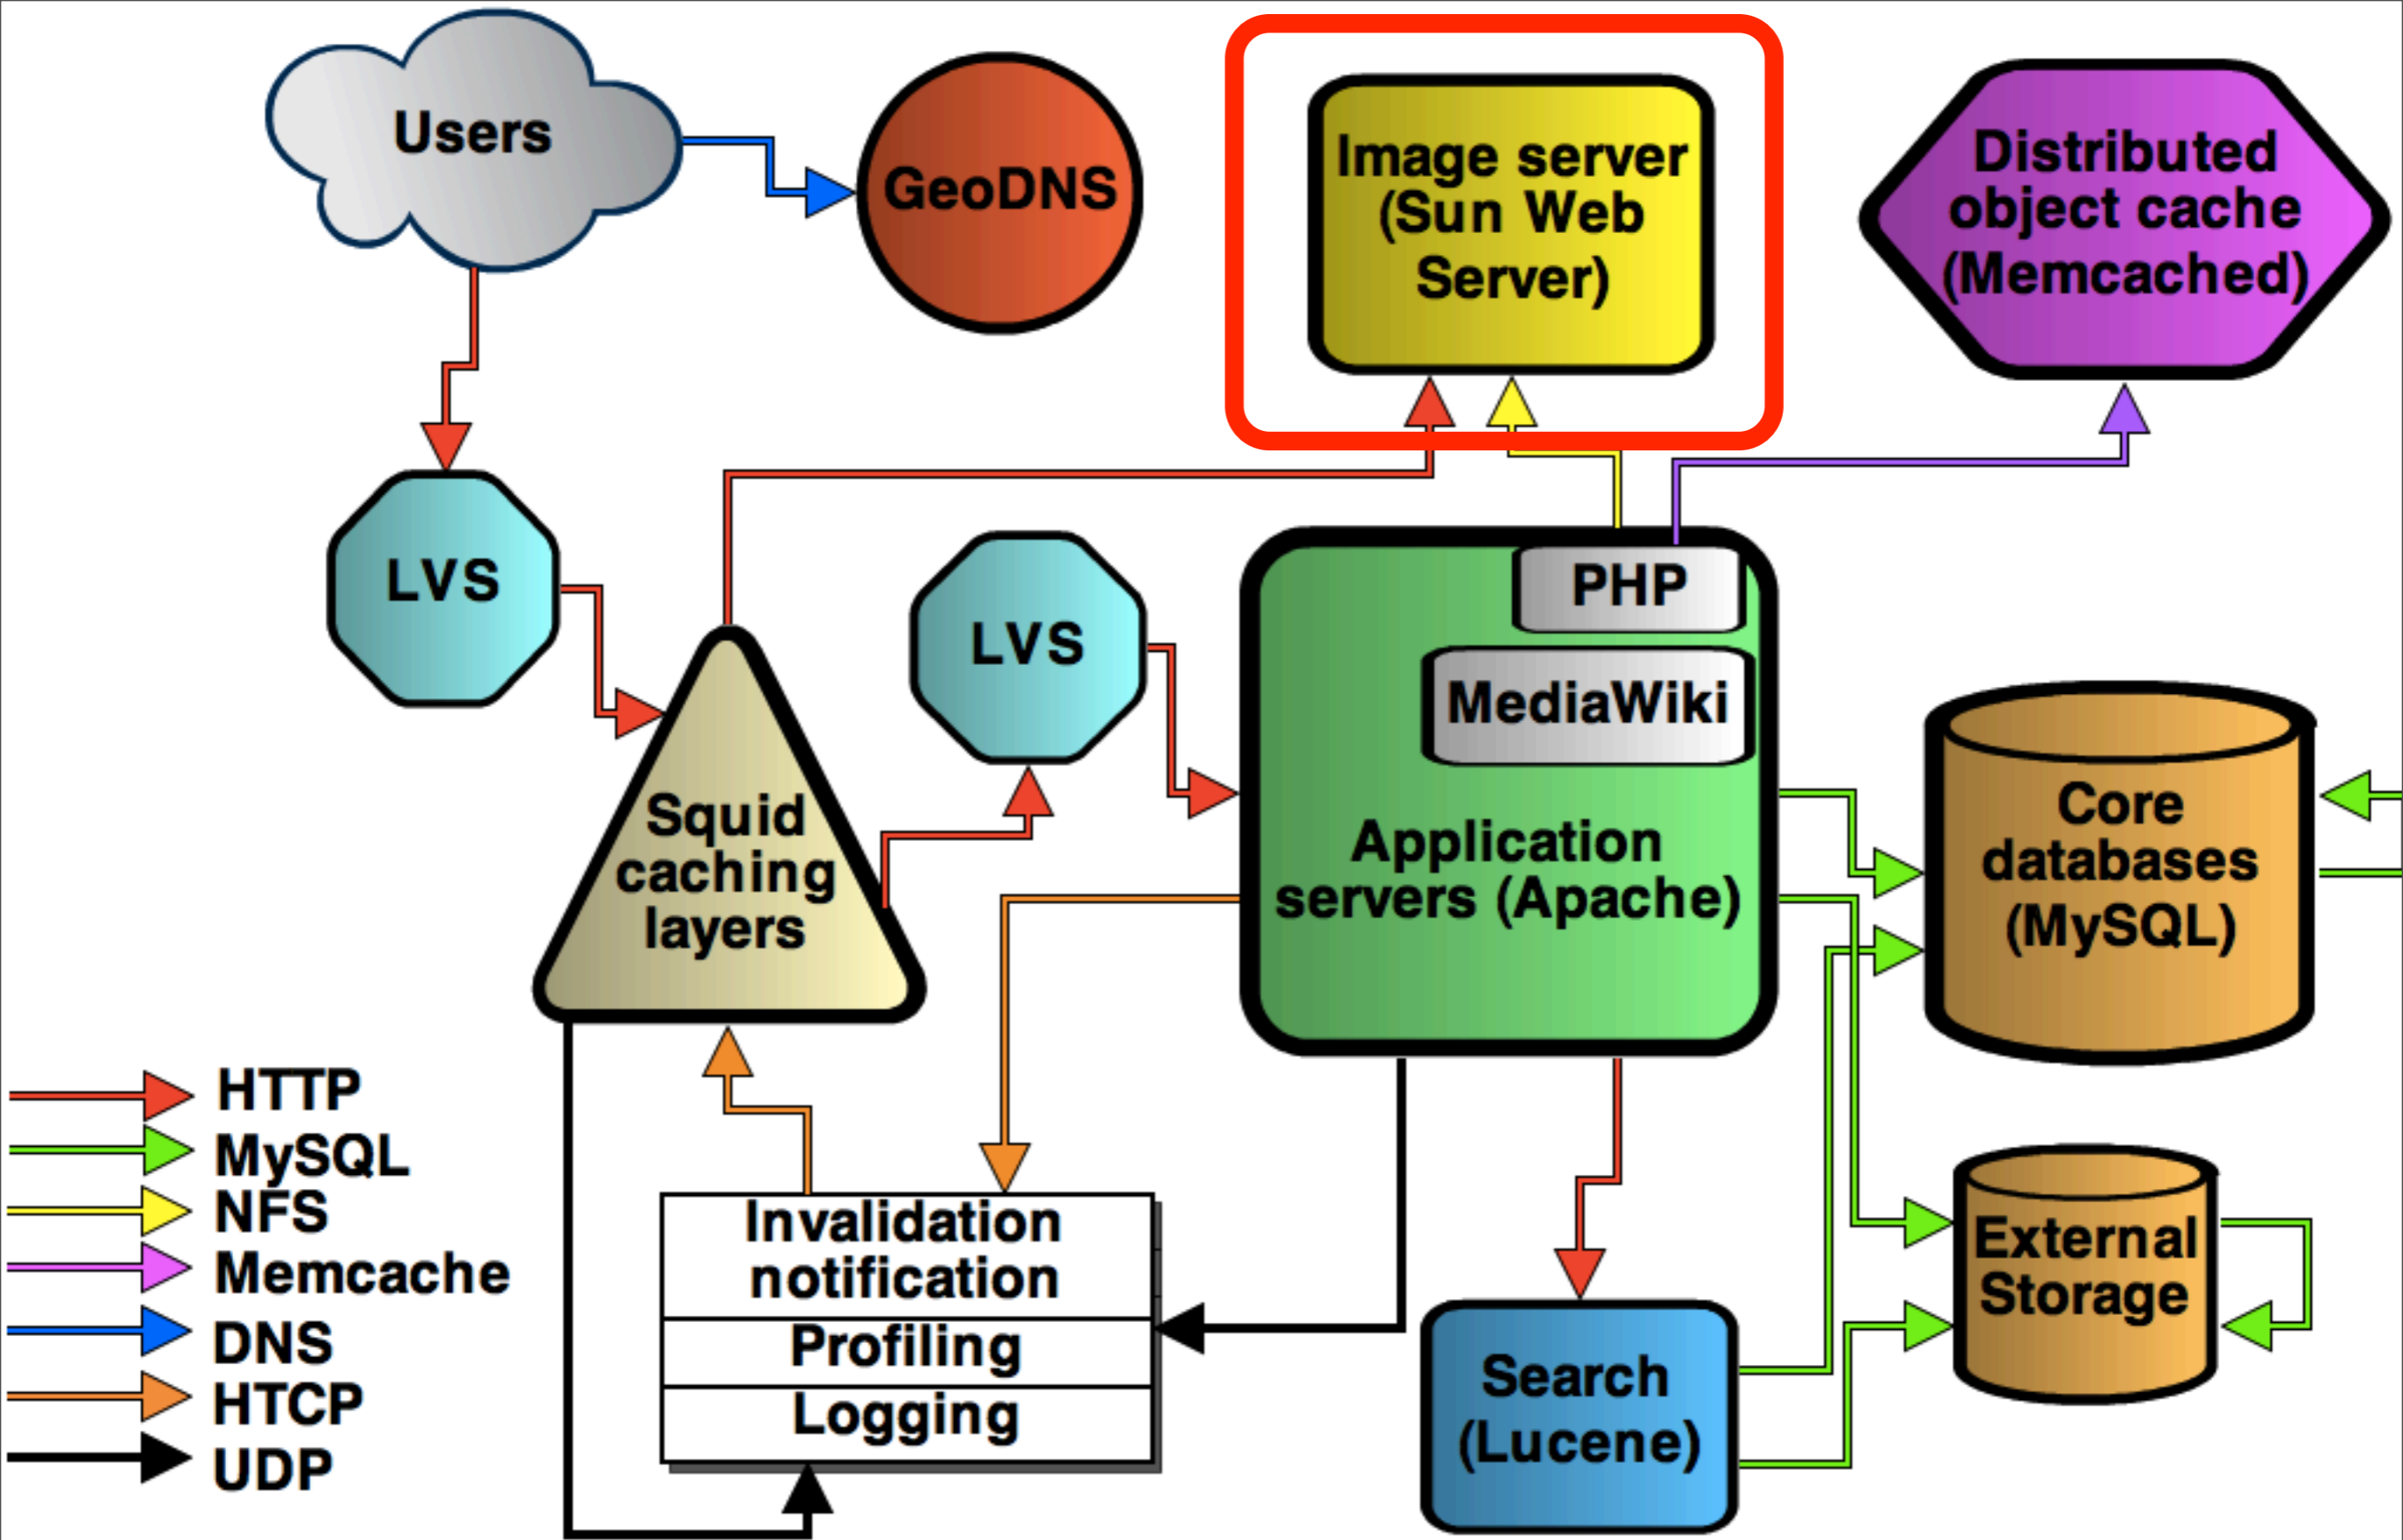 Users
GeoDNS
Image server
(Sun Web
Server)
Distributed
object cache
(Memcached)
LVS
LVS
PHP
MediaWiki
Application
servers (Apache)
Squid
caching
layers
Core
databases
(MySQL)
HTTP
MySQL
NFS
Memcache
DNS
HTCP
UDP
Invalidation
notification
Profiling
Logging
Search
(Lucene)
External
Storage